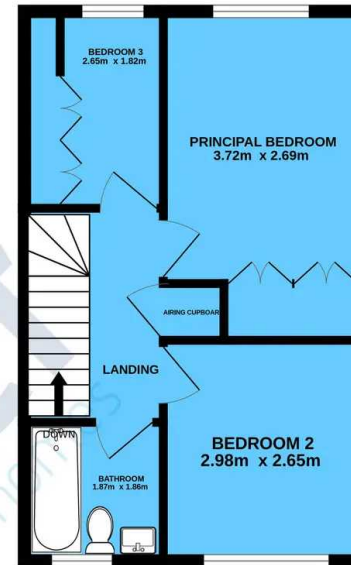 BEDROOM 3
2.65m x 1.82m
PRINCIPAL BEDROOM
3.72m x 2.69m
AIRING CUPBOAR
LANDING
DOWN
BEDROOM 2
2.98m x 2.65m
BATHROOM
1.87m x 1.86m